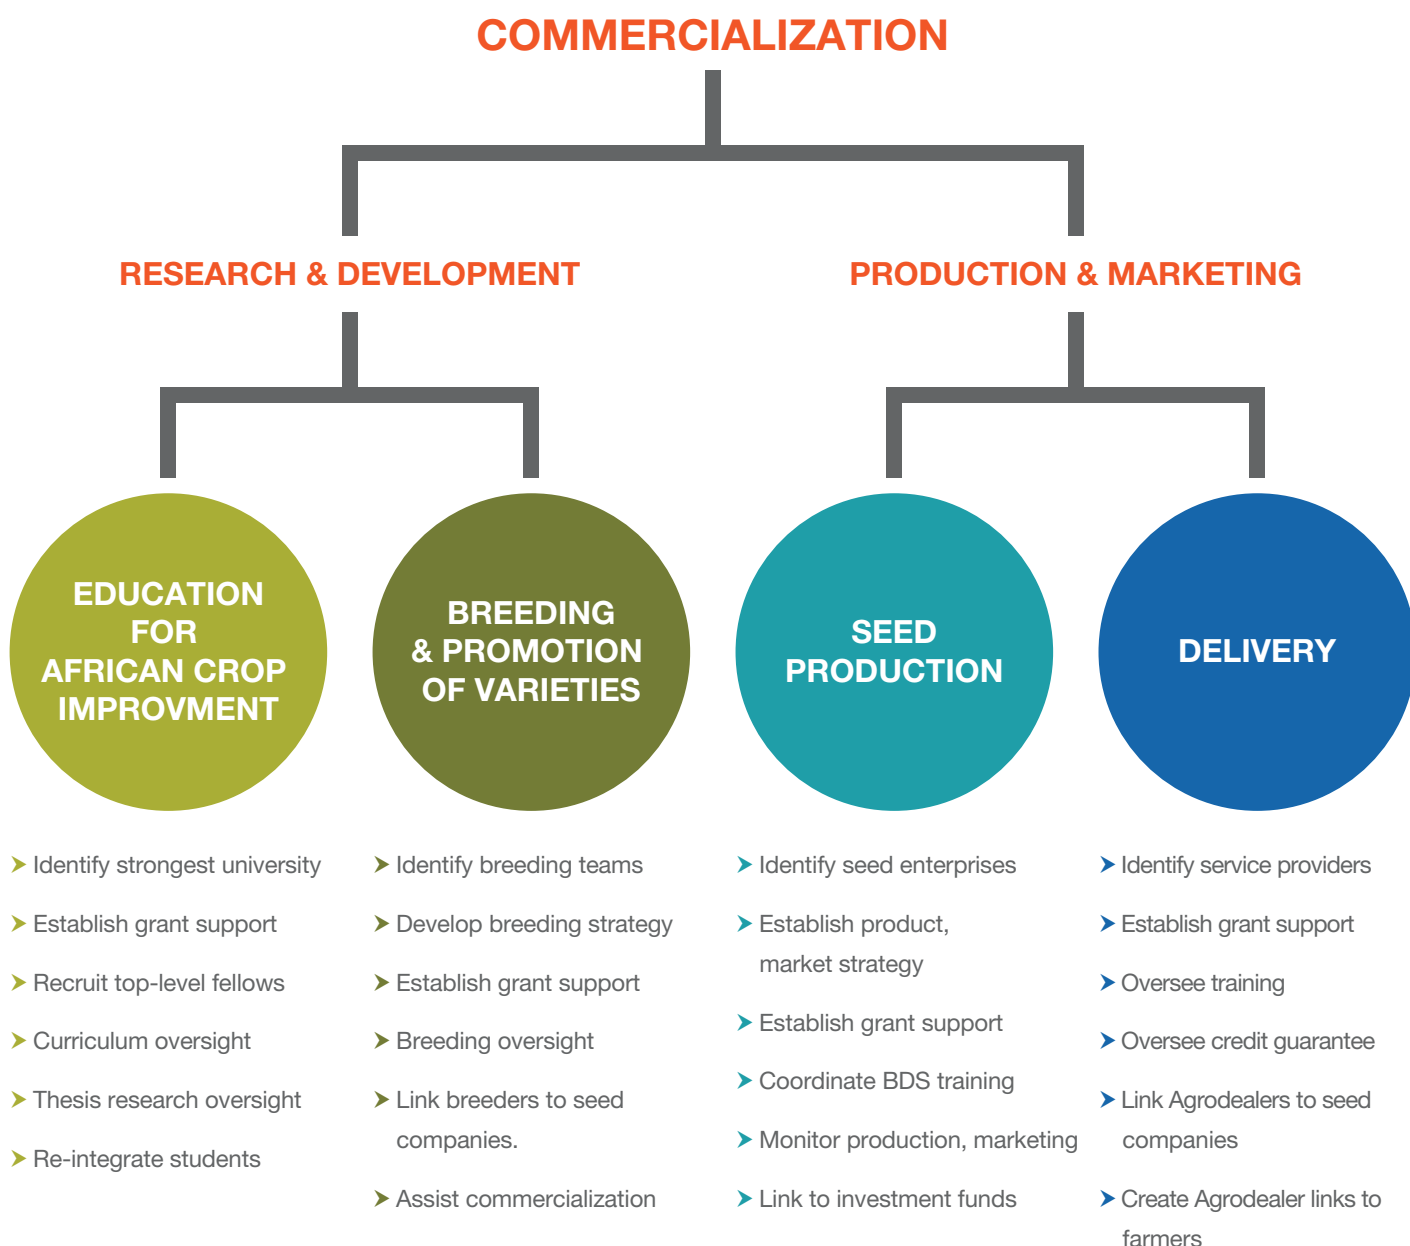 COMMERCIALIZATION
RESEARCH & DEVELOPMENT
PRODUCTION & MARKETING
EDUCATION
FOR
AFRICAN CROP
IMPROVMENT
BREEDING
& PROMOTION
OF VARIETIES
SEED
PRODUCTION
DELIVERY
Identify strongest university
Establish grant support
Recruit top-level fellows
Curriculum oversight
Thesis research oversight
Re-integrate students
Identify breeding teams
Develop breeding strategy
Establish grant support
Breeding oversight
Link breeders to seed
companies.
Assist commercialization
Identify seed enterprises
Establish product,
market strategy
Establish grant support
Coordinate BDS training
Monitor production, marketing
Link to investment funds
Identify service providers
Establish grant support
Oversee training
Oversee credit guarantee
Link Agrodealers to seed
companies
Create Agrodealer links to
farmers